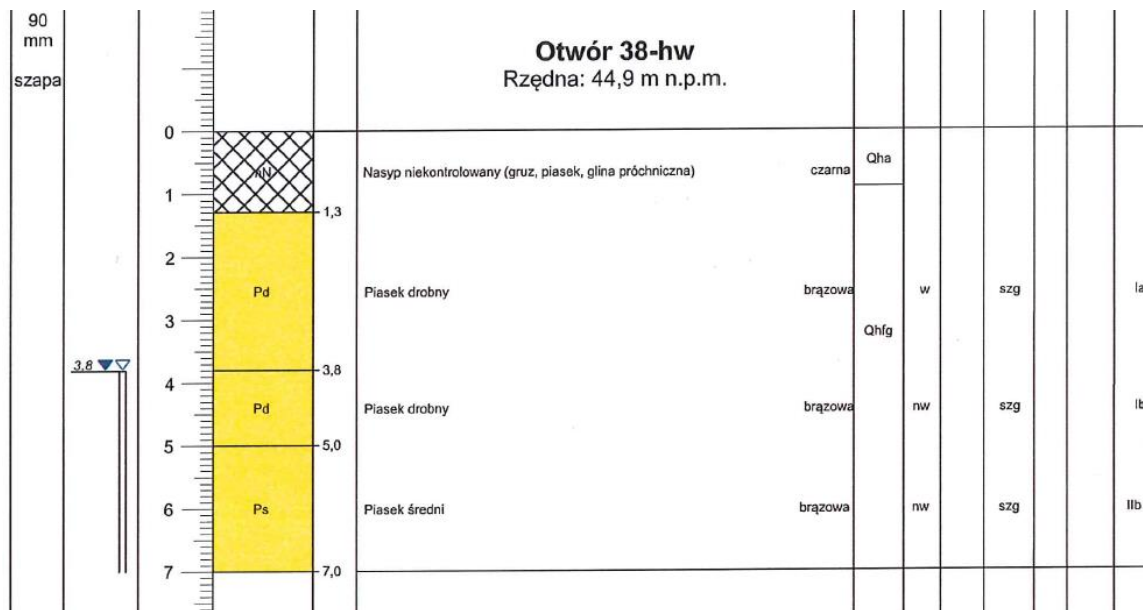 90
mm
szapa
Otwór 38-hw
Rzędna: 44,9 m n.p.m.
0
nN
Nasyp niekontrolowany (gruz, piasek, glina próchniczna) czarna Qha
1
1,3
2
Pd Piasek drobny brązowa w szg Ia
3
Qhfg
3.8 3,8
4
Pd Piasek drobny brązowa nw szg Ib
5 5,0
6 Ps Piasek średni brązowa nw szg IIb
7 7,0